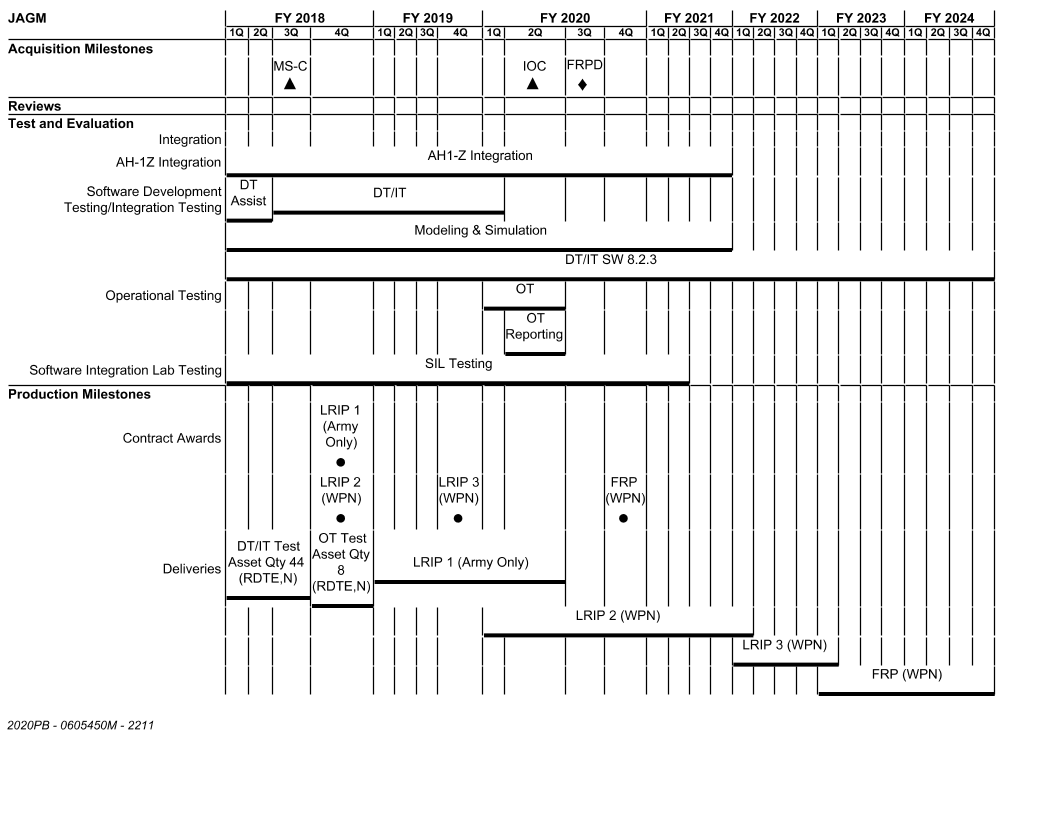 JAGM
FY 2018 FY 2019 FY 2020 FY 2021 FY 2022 FY 2023 FY 2024
1Q 2Q 3Q 4Q 1Q 2Q 3Q 4Q 1Q 2Q 3Q 4Q 1Q 2Q 3Q 4Q 1Q 2Q 3Q 4Q 1Q 2Q 3Q 4Q 1Q 2Q 3Q 4Q
Acquisition Milestones
MS-C IOC FRPD
Reviews
Test and Evaluation
Integration
AH-1Z Integration
AH1-Z Integration
Software Development
Testing/Integration Testing
DT
Assist
DT/IT
Modeling & Simulation
DT/IT SW 8.2.3
Operational Testing
OT
OT
Reporting
Software Integration Lab Testing
SIL Testing
Production Milestones
Contract Awards
LRIP 1
(Army
Only)
LRIP 2
(WPN)
LRIP 3
(WPN)
FRP
(WPN)
Deliveries
DT/IT Test
Asset Qty 44
(RDTE,N)
OT Test
Asset Qty
8
(RDTE,N)
LRIP 1 (Army Only)
LRIP 2 (WPN)
LRIP 3 (WPN)
FRP (WPN)
2020PB - 0605450M - 2211